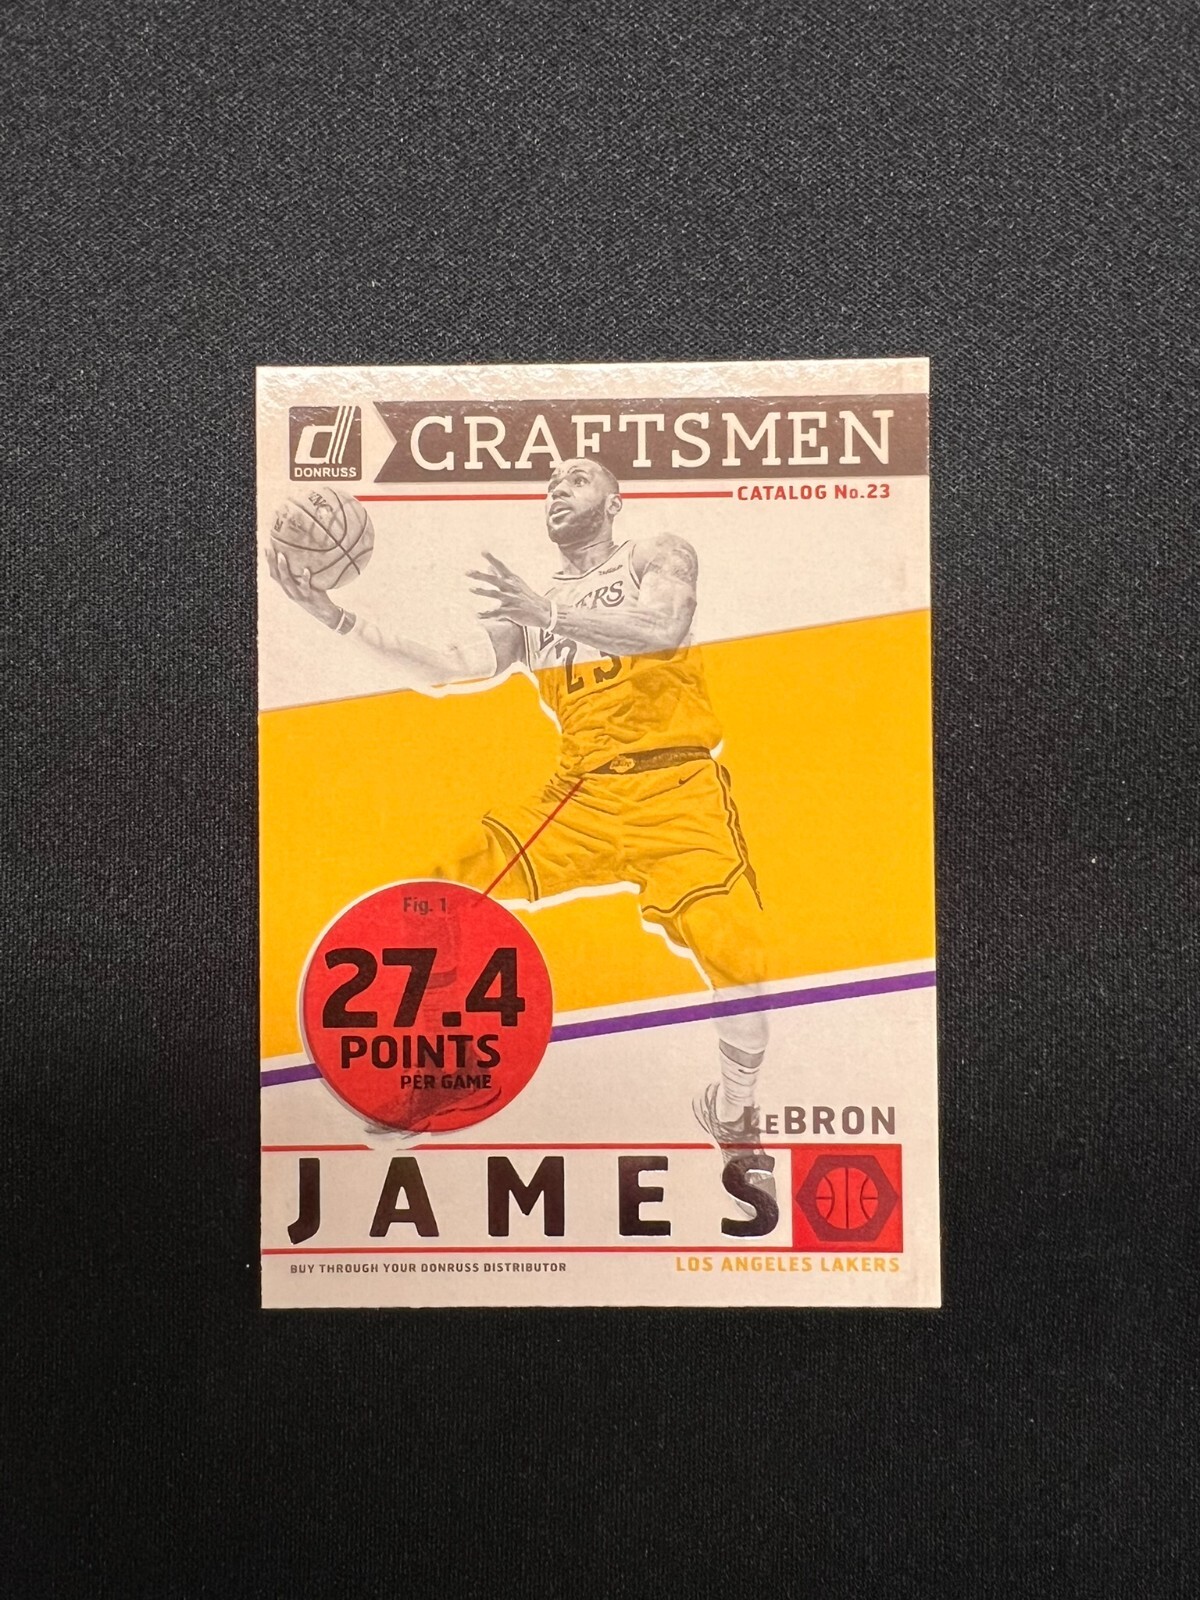 CRAFTSMEN
DONRUSS
CATALOG No.23
23
Fig. 1
27.4
POINTS
PER GAME
LeBRON
JAMES
BUY THROUGH YOUR DONRUSS DISTRIBUTOR
LOS ANGELES LAKERS